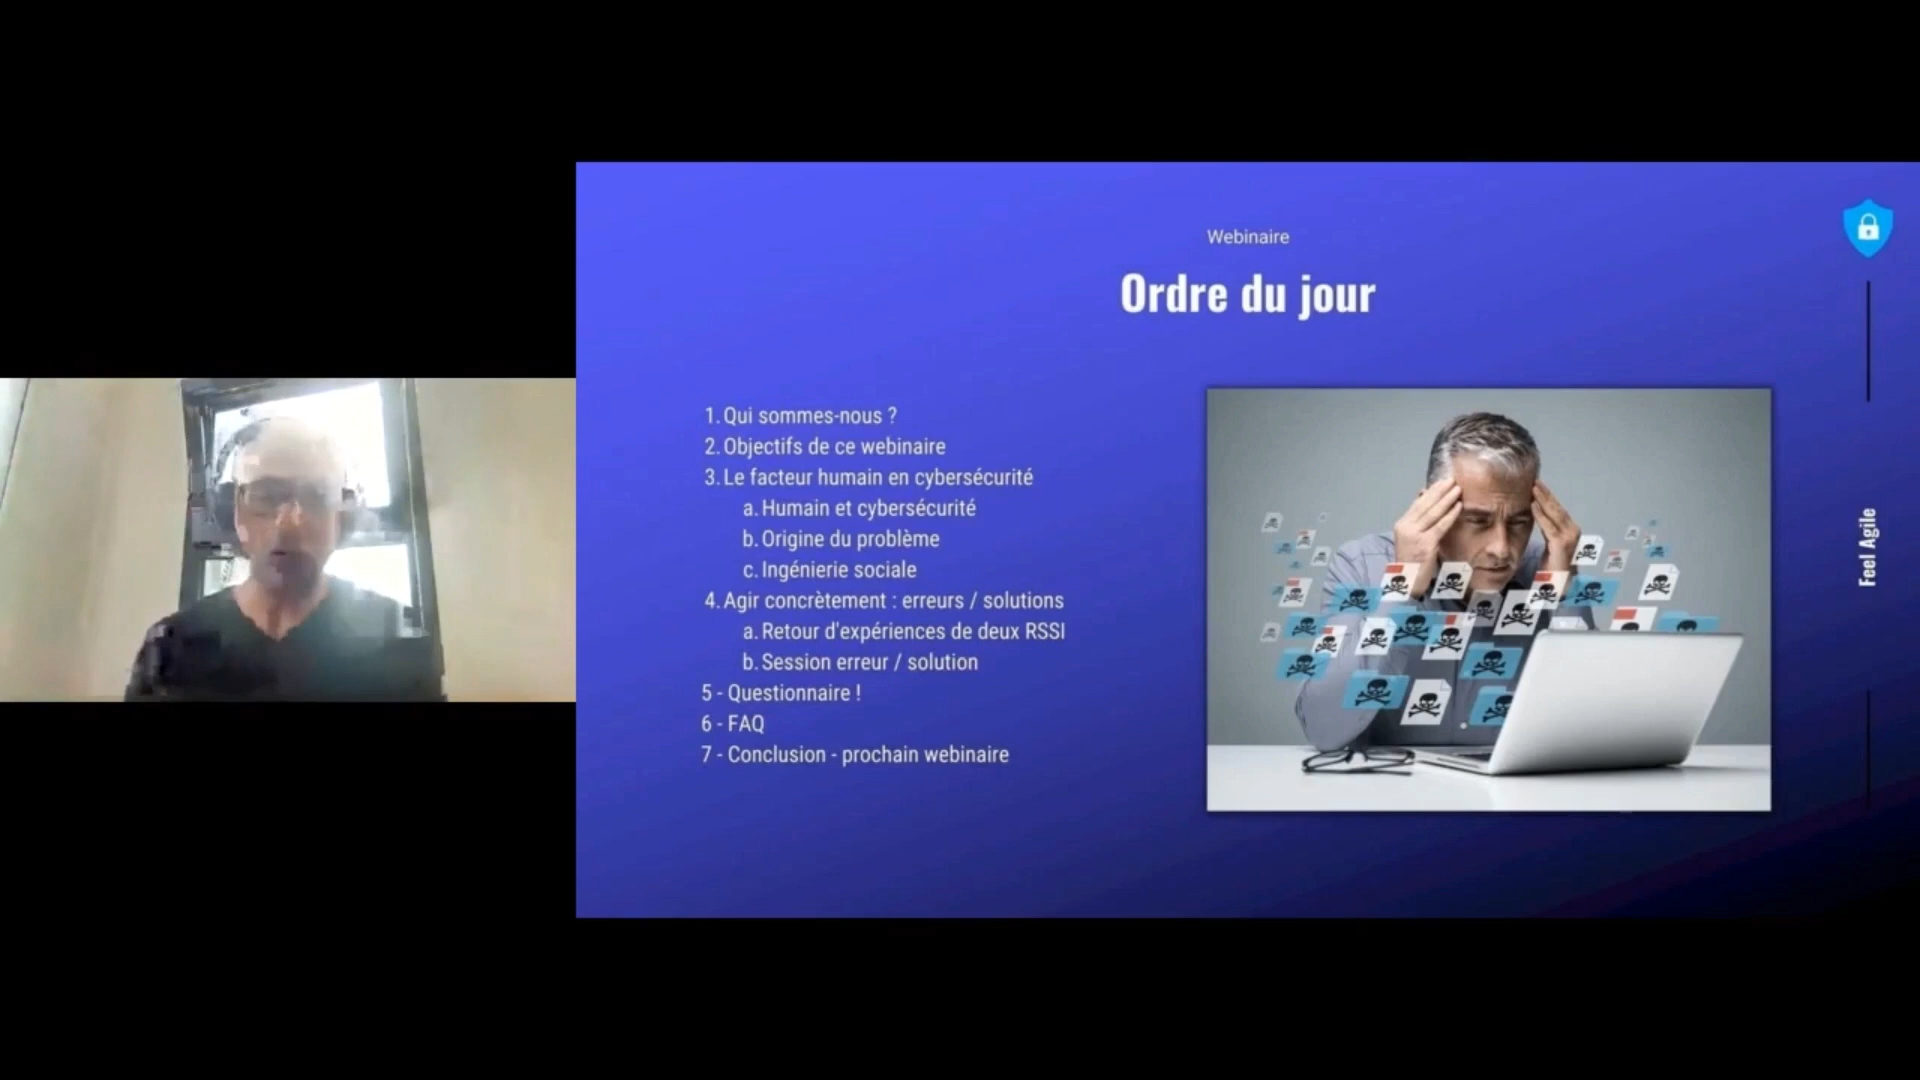 Webinaire
Ordre du jour
1. Qui sommes-nous ?
2. Objectifs de ce webinaire
3. Le facteur humain en cybersécurité
a. Humain et cybersécurité
b. Origine du problème
c. Ingénierie sociale
4. Agir concrètement : erreurs / solutions
a. Retour d'expériences de deux RSSI
b. Session erreur / solution
5 - Questionnaire !
6 - FAQ
7 - Conclusion - prochain webinaire
Feel Agile